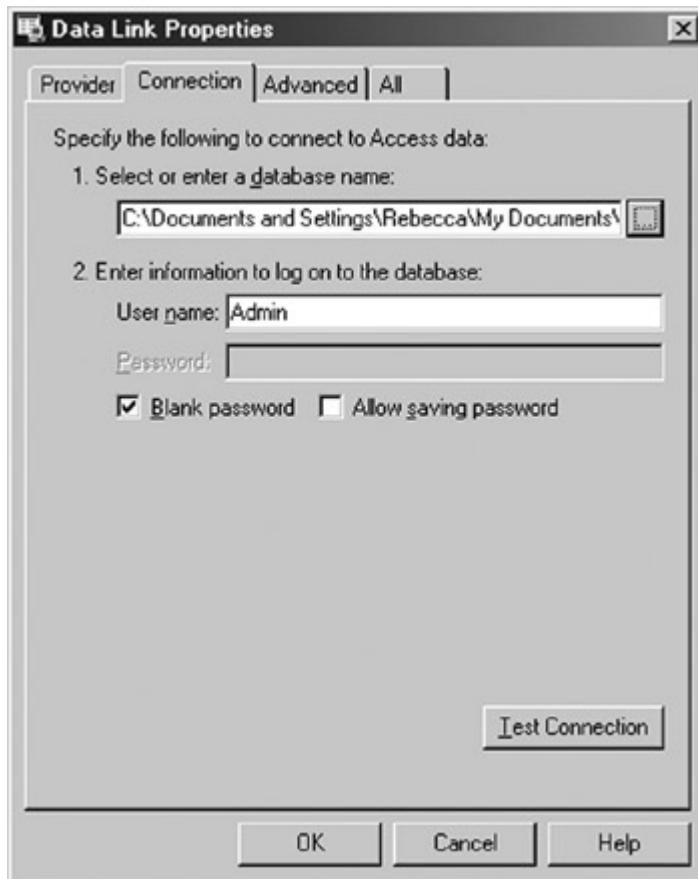 Data Link Properties
Provider Connection Advanced All
Specify the following to connect to Access data:
1. Select or enter a database name:
C:\Documents and Settings\Rebecca\My Documents\
...
2. Enter information to log on to the database:
User name: Admin
Password:
Blank password Allow saving password
Test Connection
OK Cancel Help